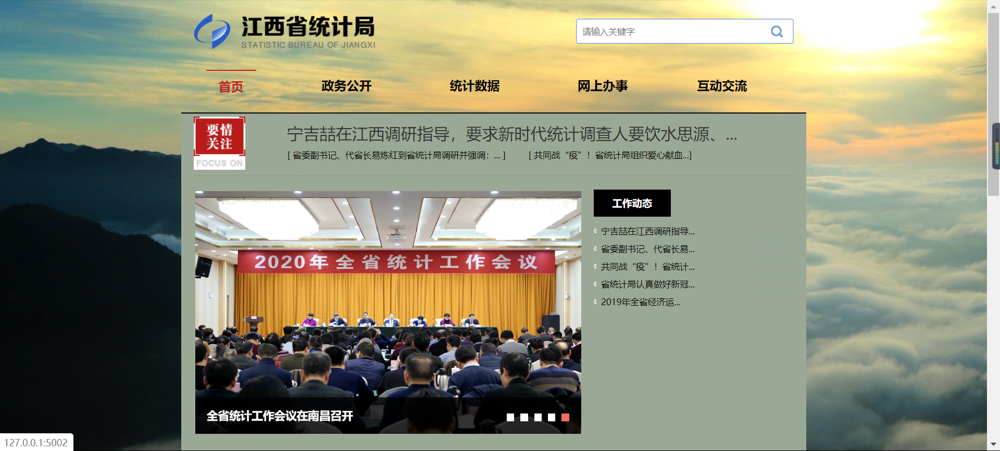 江西省统计局
STATISTIC BUREAU OF JIANGXI
请输入关键字
首页 政务公开 统计数据 网上办事 互动交流
要情
关注
FOCUS ON
宁吉喆在江西调研指导，要求新时代统计调查人要饮水思源、...
[ 省委副书记、代省长易炼红到省统计局调研并强调：... ] [ 共同战“疫”！省统计局组织爱心献血...]
2020年全省统计工作会议
全省统计工作会议在南昌召开
工作动态
宁吉喆在江西调研指导...
省委副书记、代省长易...
共同战“疫”！省统计...
省统计局认真做好新冠...
2019年全省经济运...
127.0.0.1:5002